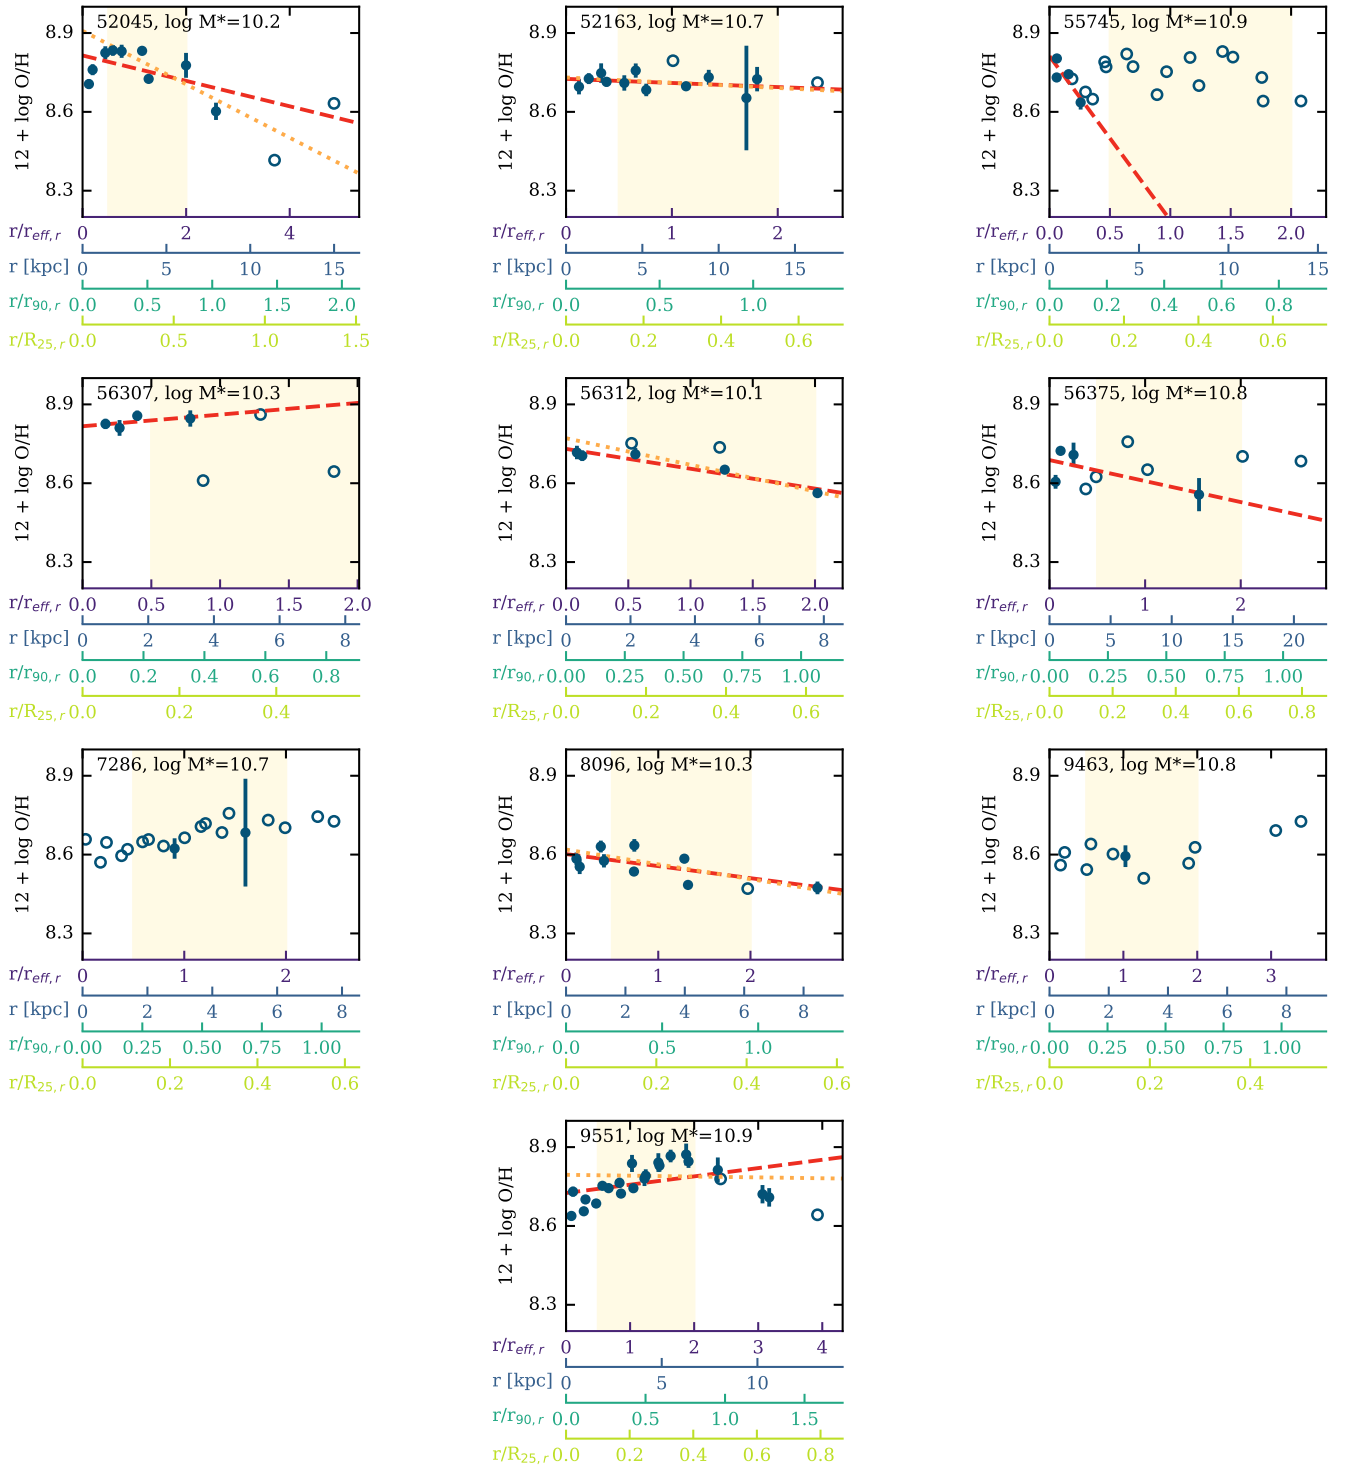 52045, log M*=10.2
12 + log O/H
8.9
8.6
8.3
r/r_eff,r 0 2 4
r [kpc] 0 5 10 15
r/r_90,r 0.0 0.5 1.0 1.5 2.0
r/R_25,r 0.0 0.5 1.0 1.5
52163, log M*=10.7
12 + log O/H
8.9
8.6
8.3
r/r_eff,r 0 1 2
r [kpc] 0 5 10 15
r/r_90,r 0.0 0.5 1.0
r/R_25,r 0.0 0.2 0.4 0.6
55745, log M*=10.9
12 + log O/H
8.9
8.6
8.3
r/r_eff,r 0.0 0.5 1.0 1.5 2.0
r [kpc] 0 5 10 15
r/r_90,r 0.0 0.2 0.4 0.6 0.8
r/R_25,r 0.0 0.2 0.4 0.6
56307, log M*=10.3
12 + log O/H
8.9
8.6
8.3
r/r_eff,r 0.0 0.5 1.0 1.5 2.0
r [kpc] 0 2 4 6 8
r/r_90,r 0.0 0.2 0.4 0.6 0.8
r/R_25,r 0.0 0.2 0.4
56312, log M*=10.1
12 + log O/H
8.9
8.6
8.3
r/r_eff,r 0.0 0.5 1.0 1.5 2.0
r [kpc] 0 2 4 6 8
r/r_90,r 0.00 0.25 0.50 0.75 1.00
r/R_25,r 0.0 0.2 0.4 0.6
56375, log M*=10.8
12 + log O/H
8.9
8.6
8.3
r/r_eff,r 0 1 2
r [kpc] 0 5 10 15 20
r/r_90,r 0.00 0.25 0.50 0.75 1.00
r/R_25,r 0.0 0.2 0.4 0.6 0.8
7286, log M*=10.7
12 + log O/H
8.9
8.6
8.3
r/r_eff,r 0 1 2
r [kpc] 0 2 4 6 8
r/r_90,r 0.00 0.25 0.50 0.75 1.00
r/R_25,r 0.0 0.2 0.4 0.6
8096, log M*=10.3
12 + log O/H
8.9
8.6
8.3
r/r_eff,r 0 1 2
r [kpc] 0 2 4 6 8
r/r_90,r 0.0 0.5 1.0
r/R_25,r 0.0 0.2 0.4 0.6
9463, log M*=10.8
12 + log O/H
8.9
8.6
8.3
r/r_eff,r 0 1 2 3
r [kpc] 0 2 4 6 8
r/r_90,r 0.00 0.25 0.50 0.75 1.00
r/R_25,r 0.0 0.2 0.4
9551, log M*=10.9
12 + log O/H
8.9
8.6
8.3
r/r_eff,r 0 1 2 3 4
r [kpc] 0 5 10
r/r_90,r 0.0 0.5 1.0 1.5
r/R_25,r 0.0 0.2 0.4 0.6 0.8